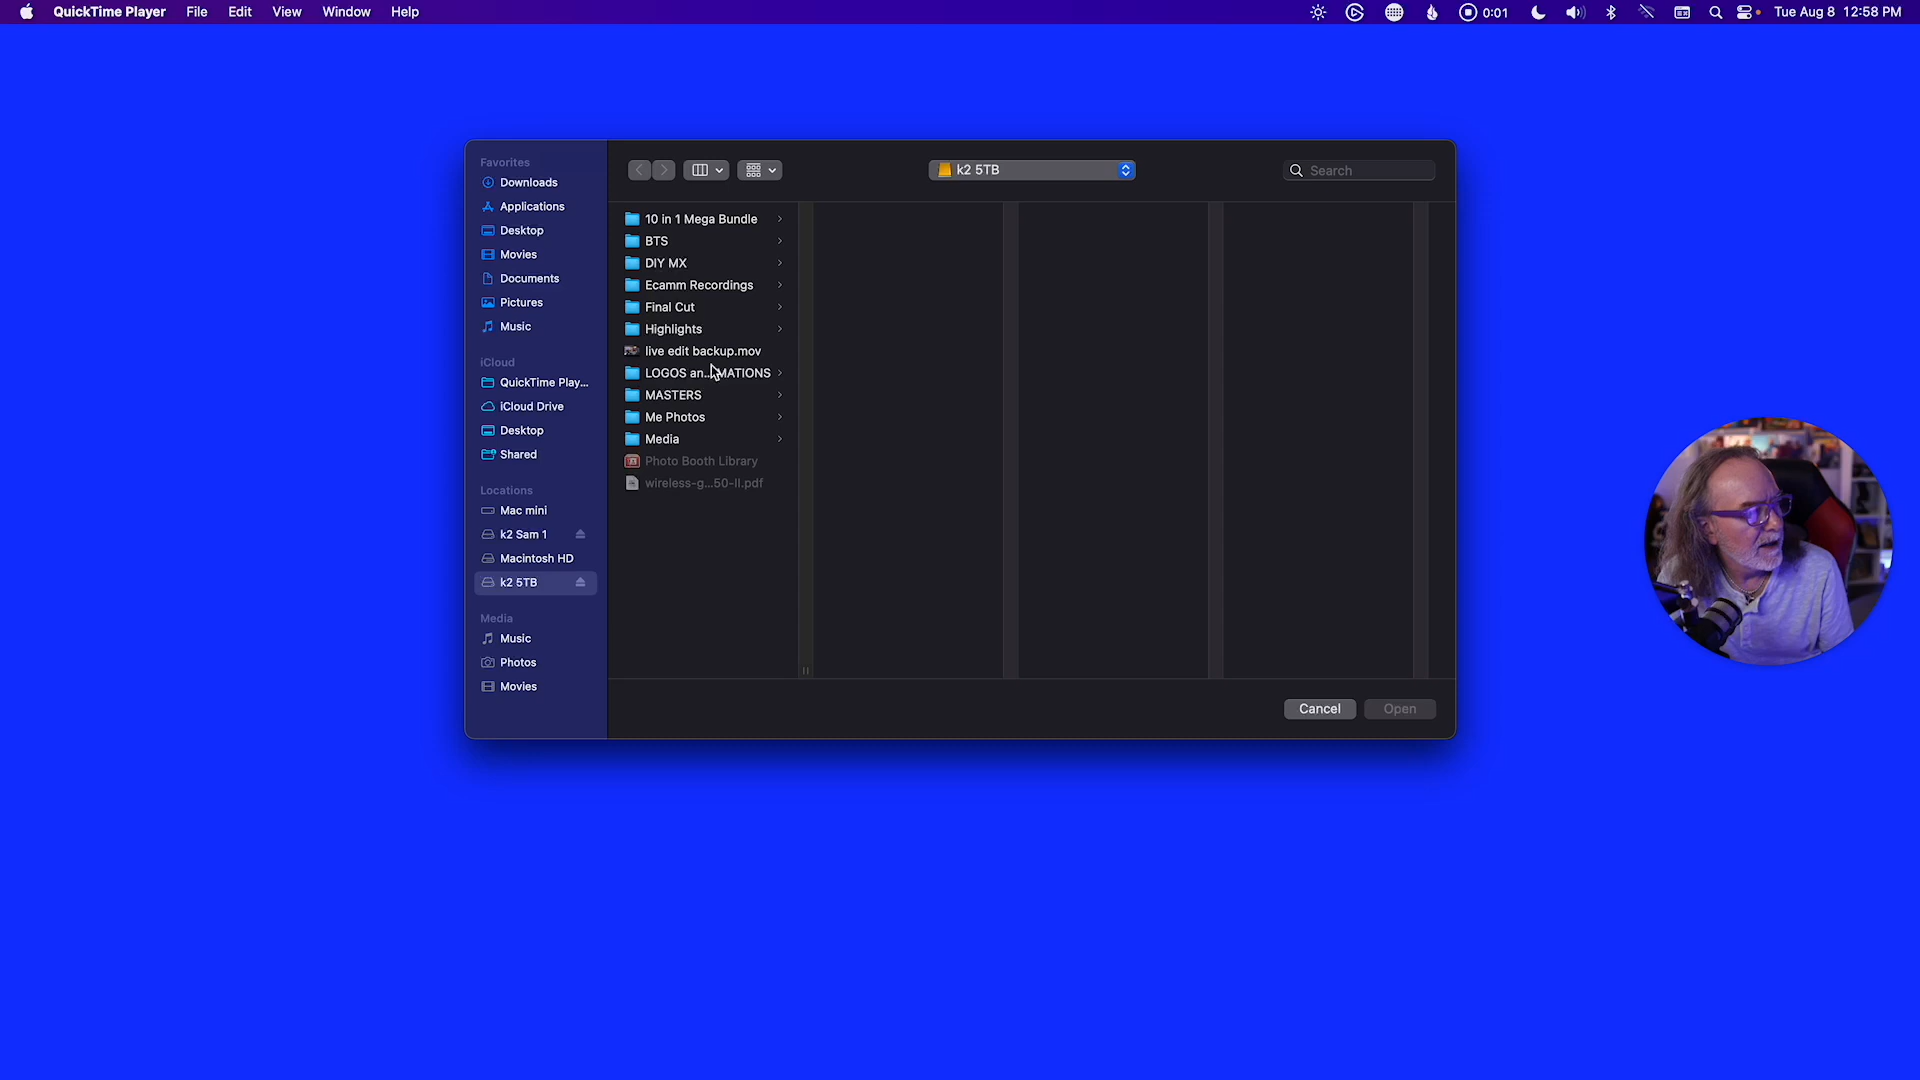 QuickTime Player File Edit View Window Help 0:01 Tue Aug 8 12:58 PM
k2 5TB
Search
Favorites
Downloads
Applications
Desktop
Movies
Documents
Pictures
Music
iCloud
QuickTime Play...
iCloud Drive
Desktop
Shared
Locations
Mac mini
k2 Sam 1
Macintosh HD
k2 5TB
Media
Music
Photos
Movies
10 in 1 Mega Bundle
BTS
DIY MX
Ecamm Recordings
Final Cut
Highlights
live edit backup.mov
LOGOS an...MATIONS
MASTERS
Me Photos
Media
Photo Booth Library
wireless-g...50-II.pdf
Cancel Open